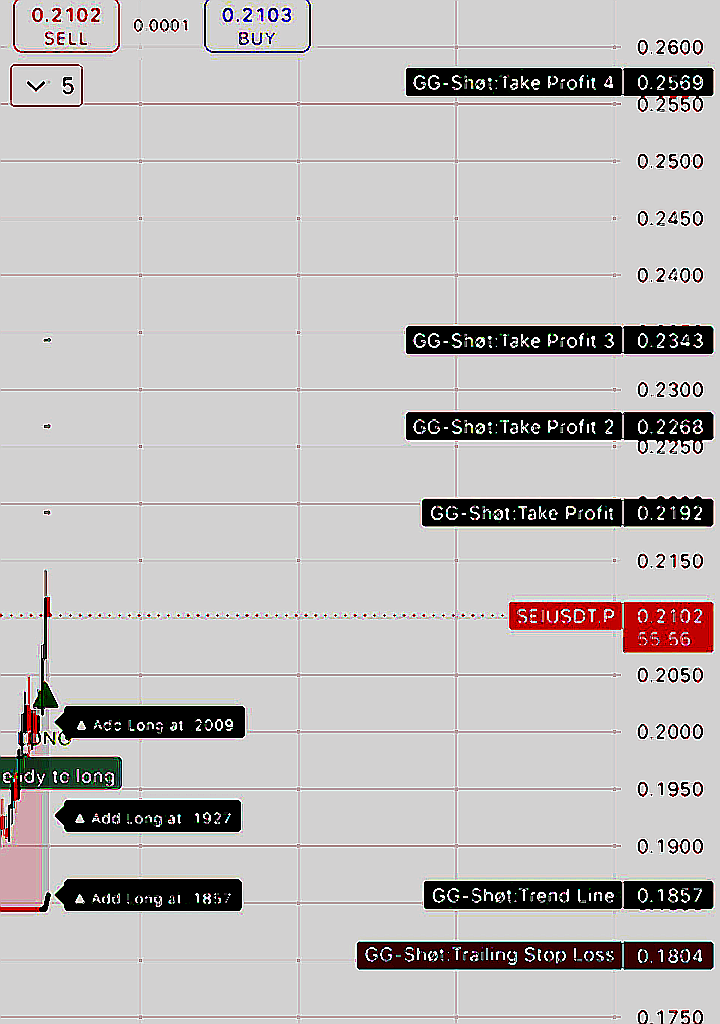 0.2102
SELL
0.0001
0.2103
BUY
5
0.2600
GG-Shøt:Take Profit 4 0.2569
0.2550
0.2500
0.2450
0.2400
GG-Shøt:Take Profit 3 0.2343
0.2300
GG-Shøt:Take Profit 2 0.2268
0.2250
GG-Shøt:Take Profit 0.2192
0.2150
SEIUSDT.P 0.2102
55 56
0.2050
▲ Add Long at 2009
0.2000
LONG
ady to long
0.1950
▲ Add Long at 1927
0.1900
▲ Add Long at 1857
GG-Shøt:Trend Line 0.1857
GG-Shøt:Trailing Stop Loss 0.1804
0.1750